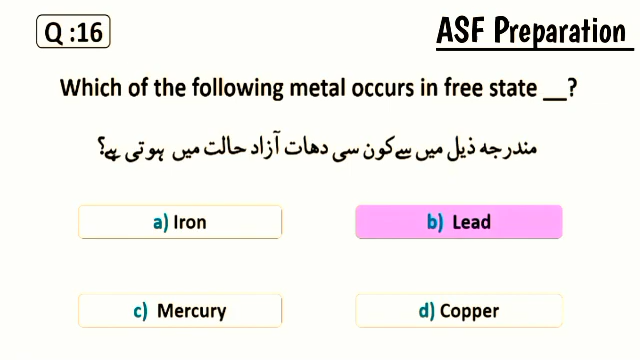 Q :16
ASF Preparation
Which of the following metal occurs in free state __?
مندرجہ ذیل میں سے کون سی دھات آزاد حالت میں ہوتی ہے؟
a) Iron
b) Lead
c) Mercury
d) Copper